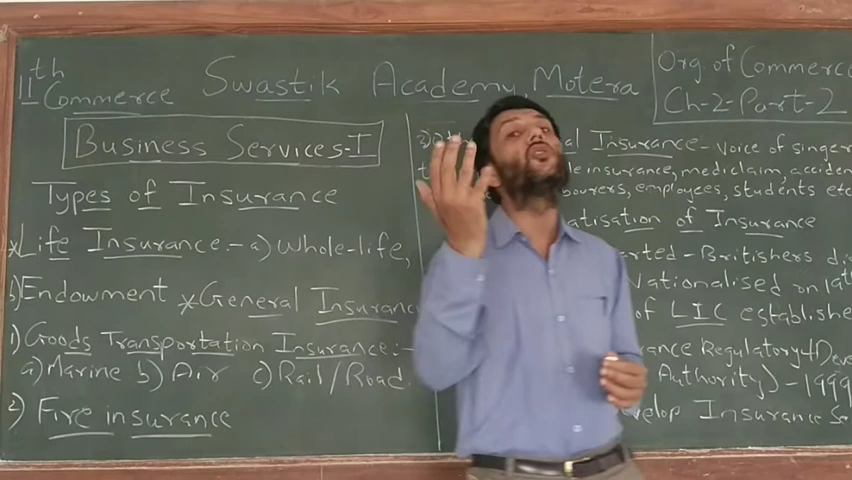 11th Commerce
Swastik Academy, Motera
Org. of Commerce
Ch-2-Part-2
Business Services-I
Types of Insurance
*Life Insurance:- a) Whole-life,
b) Endowment *General Insurance
1) Goods Transportation Insurance:-
a) Marine b) Air c) Rail/Road.
2) Fire insurance
3) Insurance - voice of singer
insurance, mediclaim, acciden
employees, students etc
of Insurance
- Britishers
Nationalised on
of LIC establishe
Regulatory & Deve
Authority) - 1999
Insurance Se